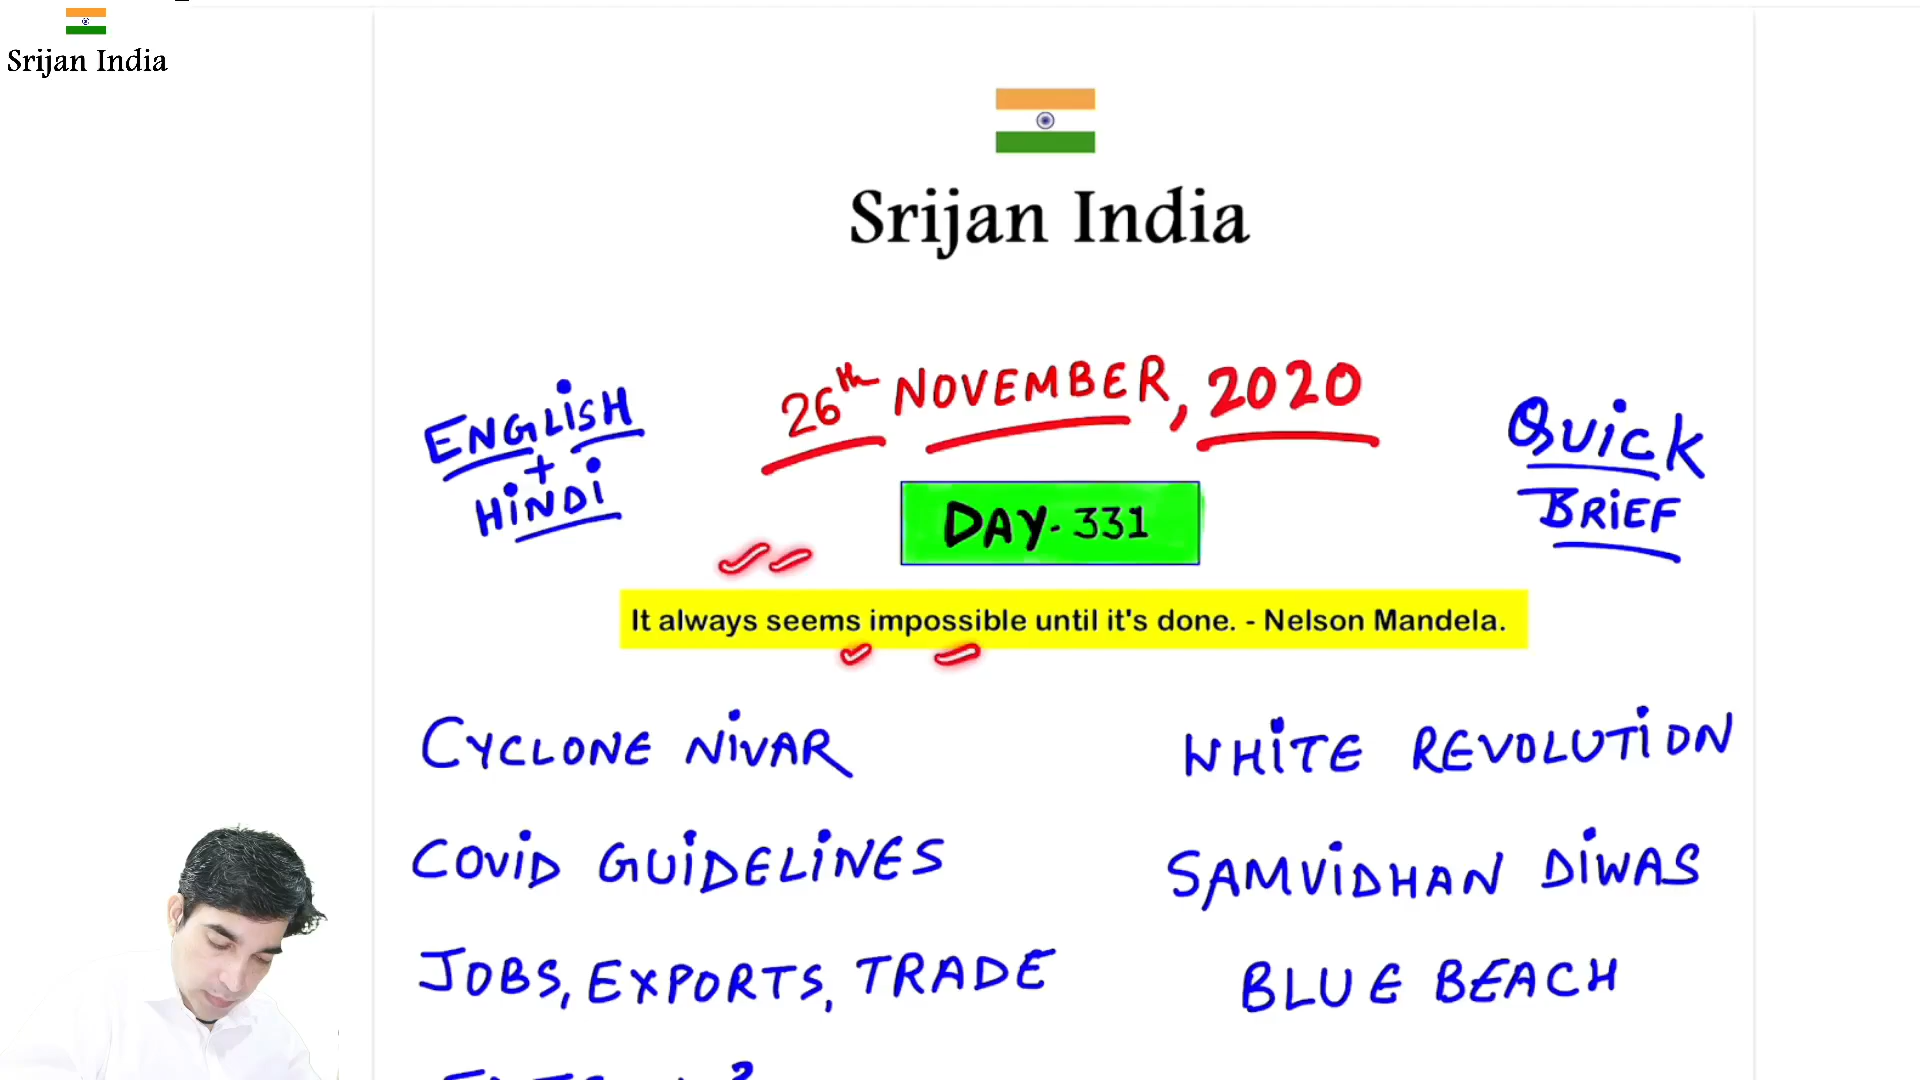 Srijan India
Srijan India
26th NOVEMBER, 2020
ENGLISH
+
HINDI
QUICK
BRIEF
DAY-331
It always seems impossible until it's done. - Nelson Mandela.
CYCLONE NIVAR
WHITE REVOLUTION
COVID GUIDELINES
SAMVIDHAN DIWAS
JOBS, EXPORTS, TRADE
BLUE BEACH